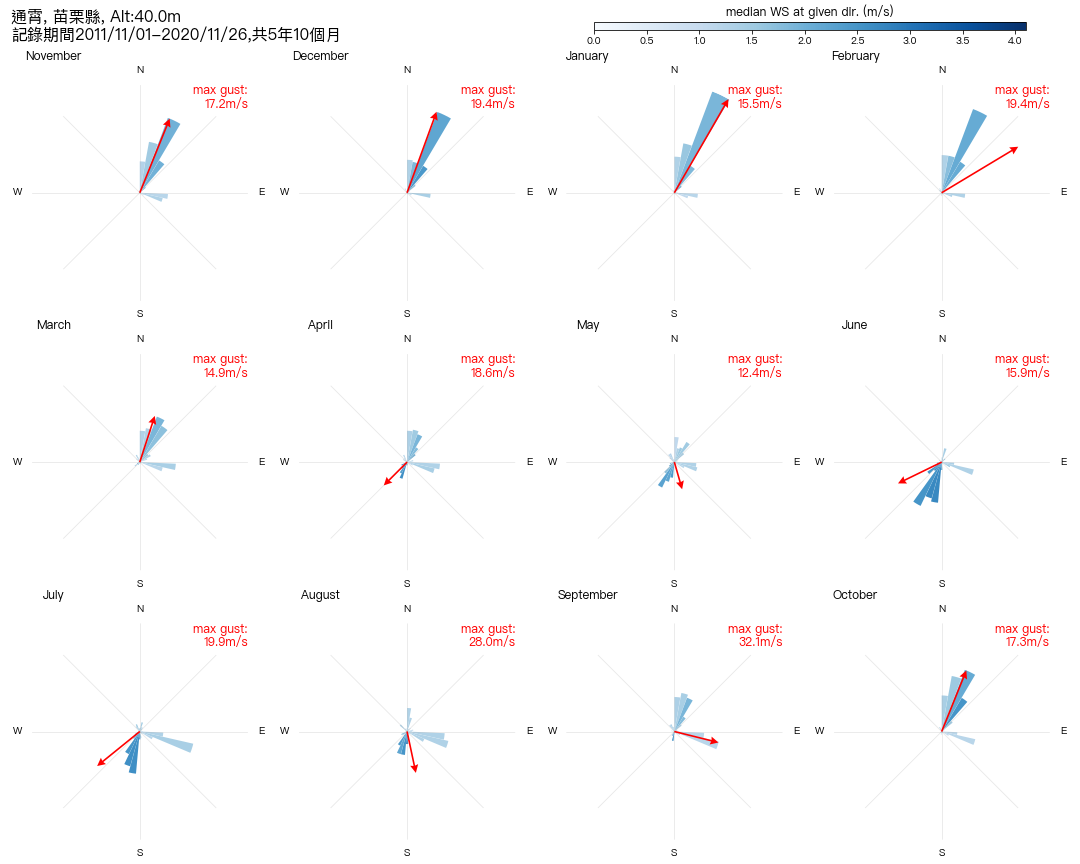 通霄, 苗栗縣, Alt:40.0m
記錄期間2011/11/01–2020/11/26,共5年10個月
median WS at given dir. (m/s)
0.0 0.5 1.0 1.5 2.0 2.5 3.0 3.5 4.0
November
N
max gust:
17.2m/s
W
E
S
December
N
max gust:
19.4m/s
W
E
January
N
max gust:
15.5m/s
W
E
February
N
max gust:
19.4m/s
W
E
March
N
max gust:
14.9m/s
W
E
S
April
N
max gust:
18.6m/s
W
E
S
May
N
max gust:
12.4m/s
W
E
S
June
S
N
max gust:
15.9m/s
W
E
S
July
N
max gust:
19.9m/s
W
E
S
August
S
N
max gust:
28.0m/s
W
E
S
September
S
N
max gust:
32.1m/s
W
E
S
October
S
N
max gust:
17.3m/s
W
E
S